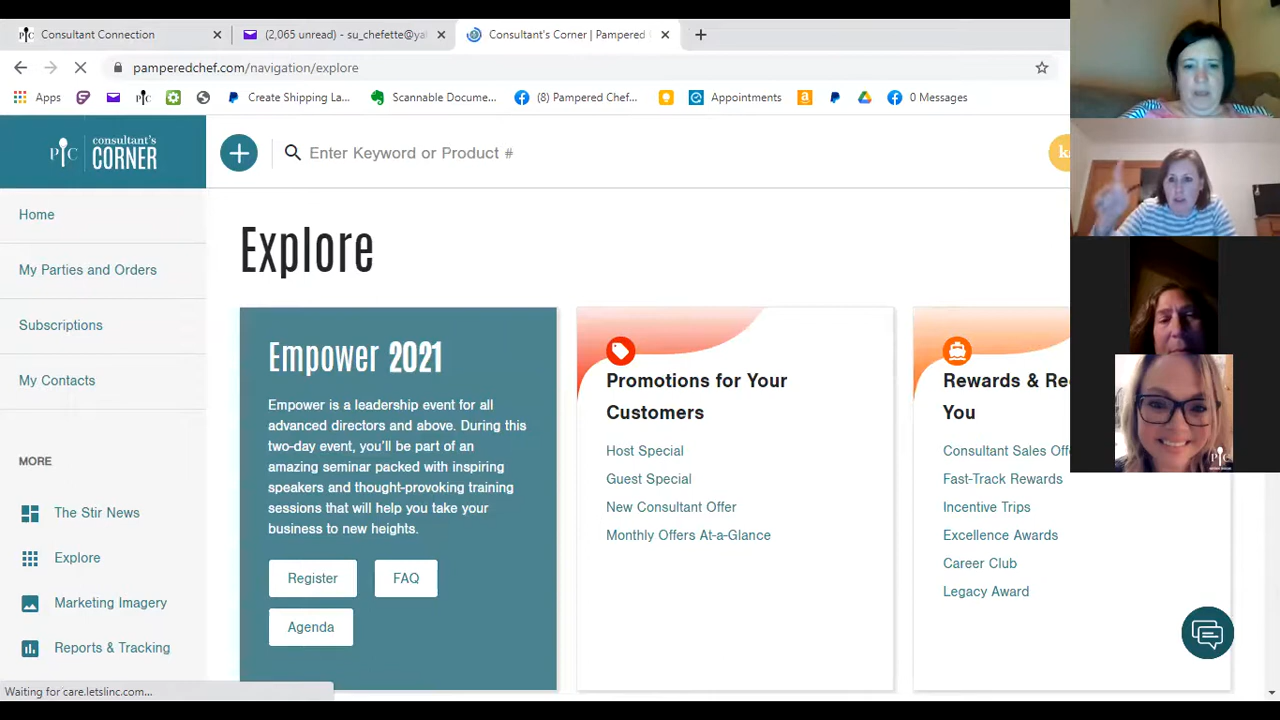 Consultant Connection
(2,065 unread) - su_chefette@yal
Consultant's Corner | Pampered
pamperedchef.com/navigation/explore
Apps
Create Shipping La...
Scannable Docume...
(8) Pampered Chef...
Appointments
0 Messages
consultant's
CORNER
Enter Keyword or Product #
Home
My Parties and Orders
Subscriptions
My Contacts
MORE
The Stir News
Explore
Marketing Imagery
Reports & Tracking
Explore
Empower 2021
Empower is a leadership event for all
advanced directors and above. During this
two-day event, you'll be part of an
amazing seminar packed with inspiring
speakers and thought-provoking training
sessions that will help you take your
business to new heights.
Register
FAQ
Agenda
Promotions for Your
Customers
Host Special
Guest Special
New Consultant Offer
Monthly Offers At-a-Glance
Rewards & Re
You
Consultant Sales Off
Fast-Track Rewards
Incentive Trips
Excellence Awards
Career Club
Legacy Award
Waiting for care.letslinc.com...